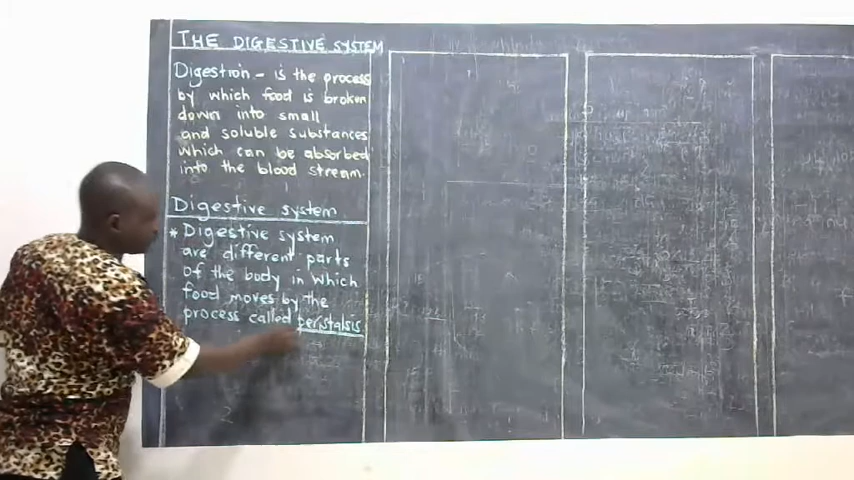 THE DIGESTIVE SYSTEM
Digestion - is the process
by which food is broken
down into small
and soluble substances
which can be absorbed
into the blood stream.
Digestive system
* Digestive system
are different parts
of the body in which
food moves by the
process called peristalsis